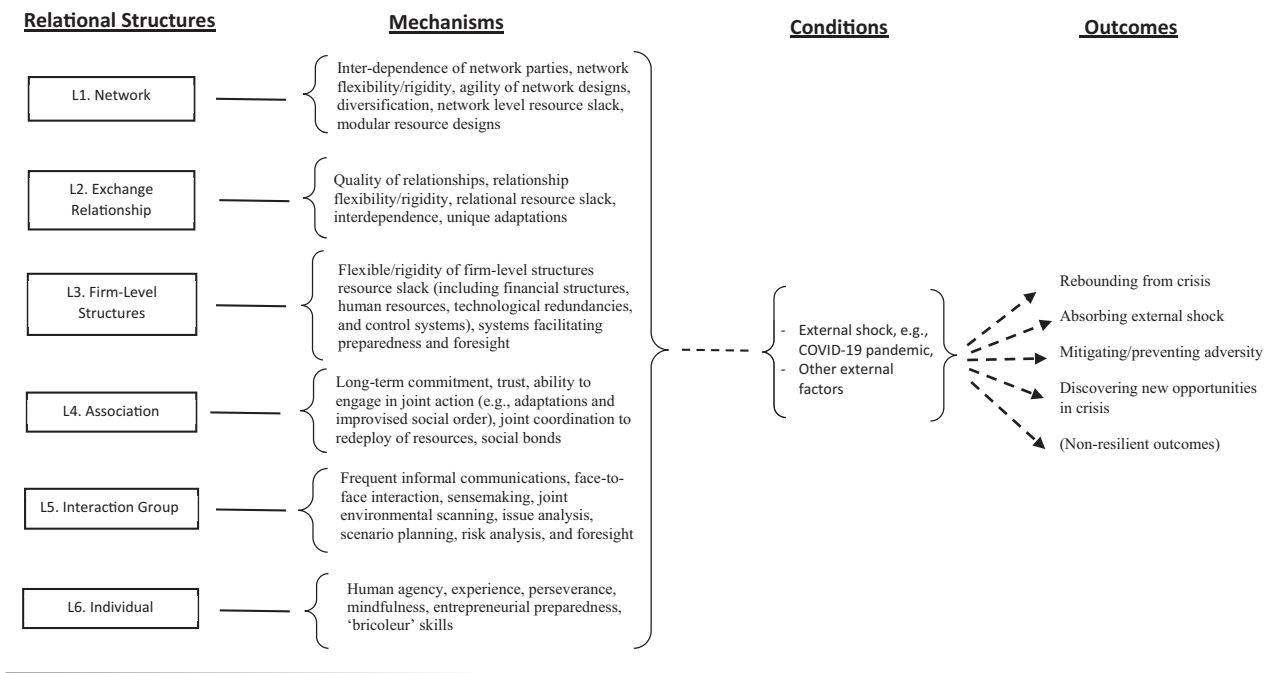 Relational Structures
Mechanisms
Conditions
Outcomes
L1. Network
Inter-dependence of network parties, network
flexibility/rigidity, agility of network designs,
diversification, network level resource slack,
modular resource designs
L2. Exchange
Relationship
Quality of relationships, relationship
flexibility/rigidity, relational resource slack,
interdependence, unique adaptations
L3. Firm-Level
Structures
Flexible/rigidity of firm-level structures
resource slack (including financial structures,
human resources, technological redundancies,
and control systems), systems facilitating
preparedness and foresight
L4. Association
Long-term commitment, trust, ability to
engage in joint action (e.g., adaptations and
improvised social order), joint coordination to
redeploy of resources, social bonds
L5. Interaction Group
Frequent informal communications, face-to-
face interaction, sensemaking, joint
environmental scanning, issue analysis,
scenario planning, risk analysis, and foresight
L6. Individual
Human agency, experience, perseverance,
mindfulness, entrepreneurial preparedness,
‘bricoleur’ skills
- External shock, e.g.,
COVID-19 pandemic,
- Other external
factors
Rebounding from crisis
Absorbing external shock
Mitigating/preventing adversity
Discovering new opportunities
in crisis
(Non-resilient outcomes)